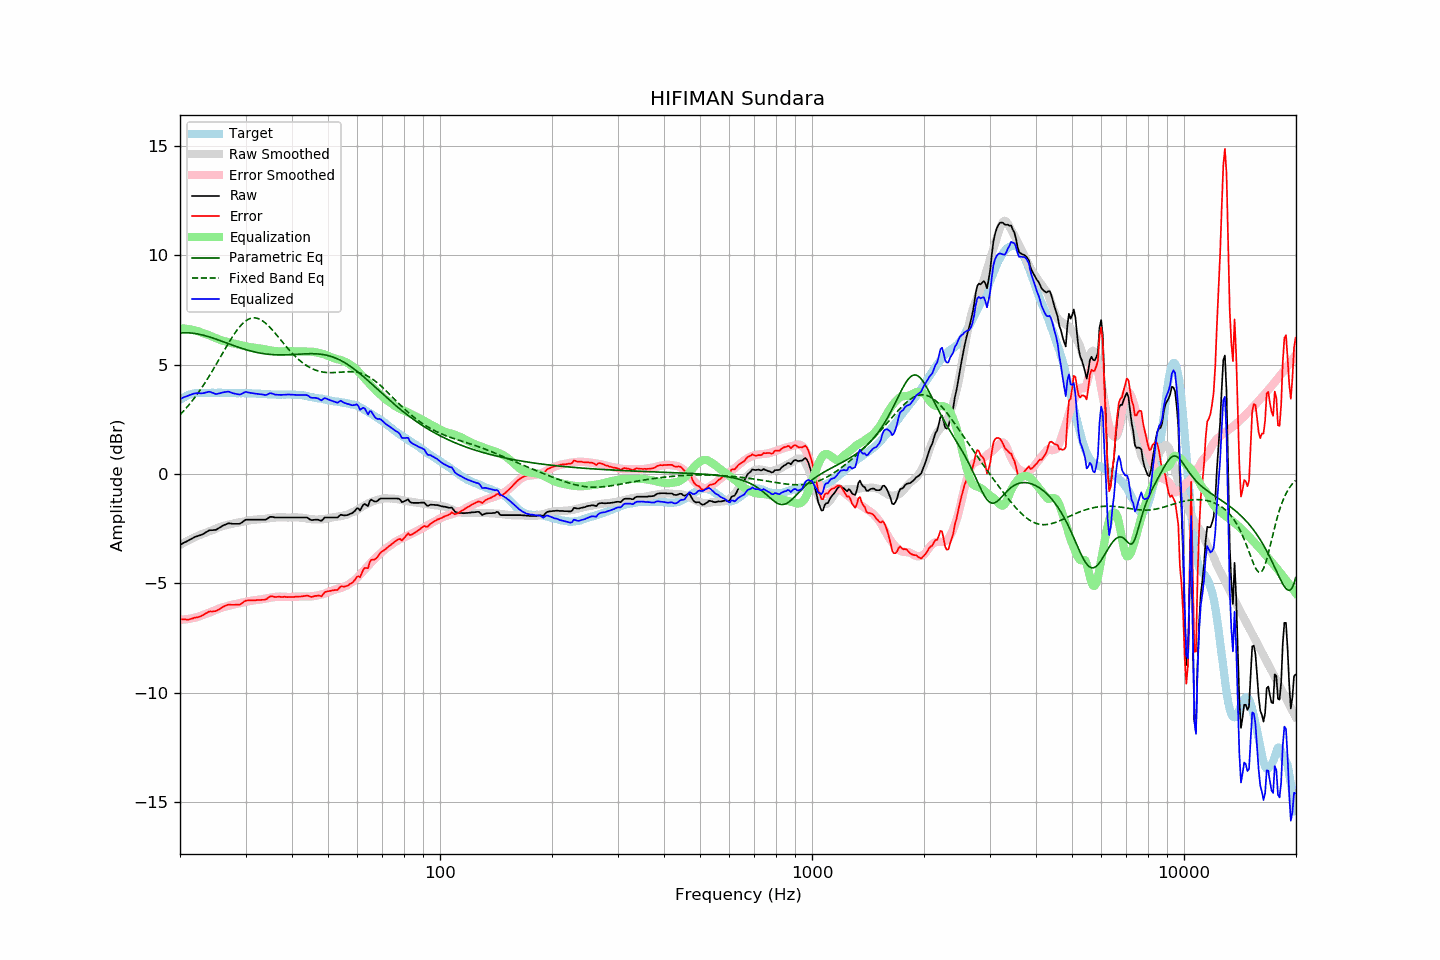 HIFIMAN Sundara
Target
Raw Smoothed
Error Smoothed
Raw
Error
Equalization
Parametric Eq
Fixed Band Eq
Equalized
15
10
5
0
−5
−10
−15
Amplitude (dBr)
100
1000
10000
Frequency (Hz)